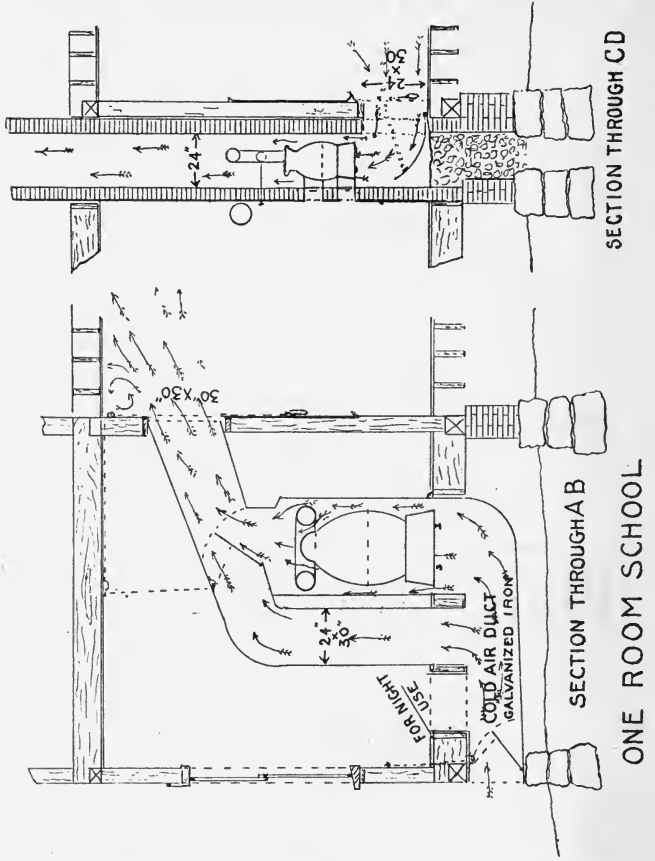 30"X30"
24"
X
30"
FOR NIGHT
USE
COLD AIR DUCT
GALVANIZED IRON
SECTION THROUGH A B
24"
24
X
30
SECTION THROUGH CD
ONE ROOM SCHOOL.